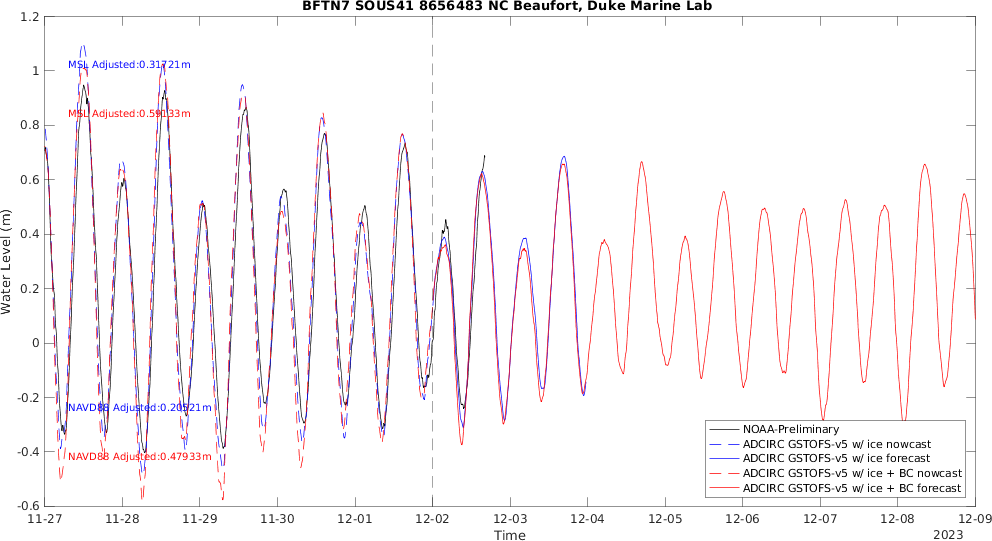 BFTN7 SOUS41 8656483 NC Beaufort, Duke Marine Lab
1.2
1
0.8
0.6
0.4
0.2
0
-0.2
-0.4
-0.6
Water Level (m)
MSL Adjusted:0.31721m
MSL Adjusted:0.59133m
NAVD88 Adjusted:0.20521m
NAVD88 Adjusted:0.47933m
NOAA-Preliminary
ADCIRC GSTOFS-v5 w/ ice nowcast
ADCIRC GSTOFS-v5 w/ ice forecast
ADCIRC GSTOFS-v5 w/ ice + BC nowcast
ADCIRC GSTOFS-v5 w/ ice + BC forecast
11-27 11-28 11-29 11-30 12-01 12-02 12-03 12-04 12-05 12-06 12-07 12-08 12-09
Time
2023